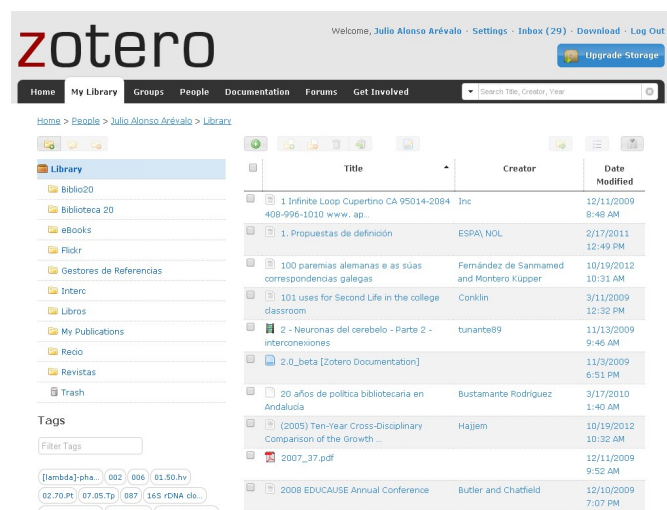 zotero
Welcome, Julio Alonso Arévalo · Settings · Inbox (29) · Download · Log Out
Upgrade Storage
Home My Library Groups People Documentation Forums Get Involved Search Title, Creator, Year
Home > People > Julio Alonso Arévalo > Library
Library
Biblio20
Biblioteca 20
eBooks
Flickr
Gestores de Referencias
Interc
Libros
My Publications
Recio
Revistas
Trash
Tags
Filter Tags
[lambda]-pha... 002 006 01.50.hv
02.70.Pt 07.05.Tp 087 16S rDNA clo...
Title Creator Date
Modified
1 Infinite Loop Cupertino CA 95014-2084 Inc 12/11/2009
408-996-1010 www. ap... 8:48 AM
1. Propuestas de definición ESPA\ NOL 2/17/2011
12:49 PM
100 paremias alemanas e as súas Fernández de Sanmamed 10/19/2012
correspondencias galegas and Montero Küpper 10:31 AM
101 uses for Second Life in the college Conklin 3/11/2009
classroom 12:32 PM
2 - Neuronas del cerebelo - Parte 2 - tunante89 11/13/2009
interconexiones 9:46 AM
2.0_beta [Zotero Documentation] 11/3/2009
6:51 PM
20 años de política bibliotecaria en Bustamante Rodríguez 3/17/2010
Andalucía 1:40 AM
(2005) Ten-Year Cross-Disciplinary Hajjem 10/19/2012
Comparison of the Growth ... 10:32 AM
2007_37.pdf 12/11/2009
9:52 AM
2008 EDUCAUSE Annual Conference Butler and Chatfield 12/10/2009
7:07 PM